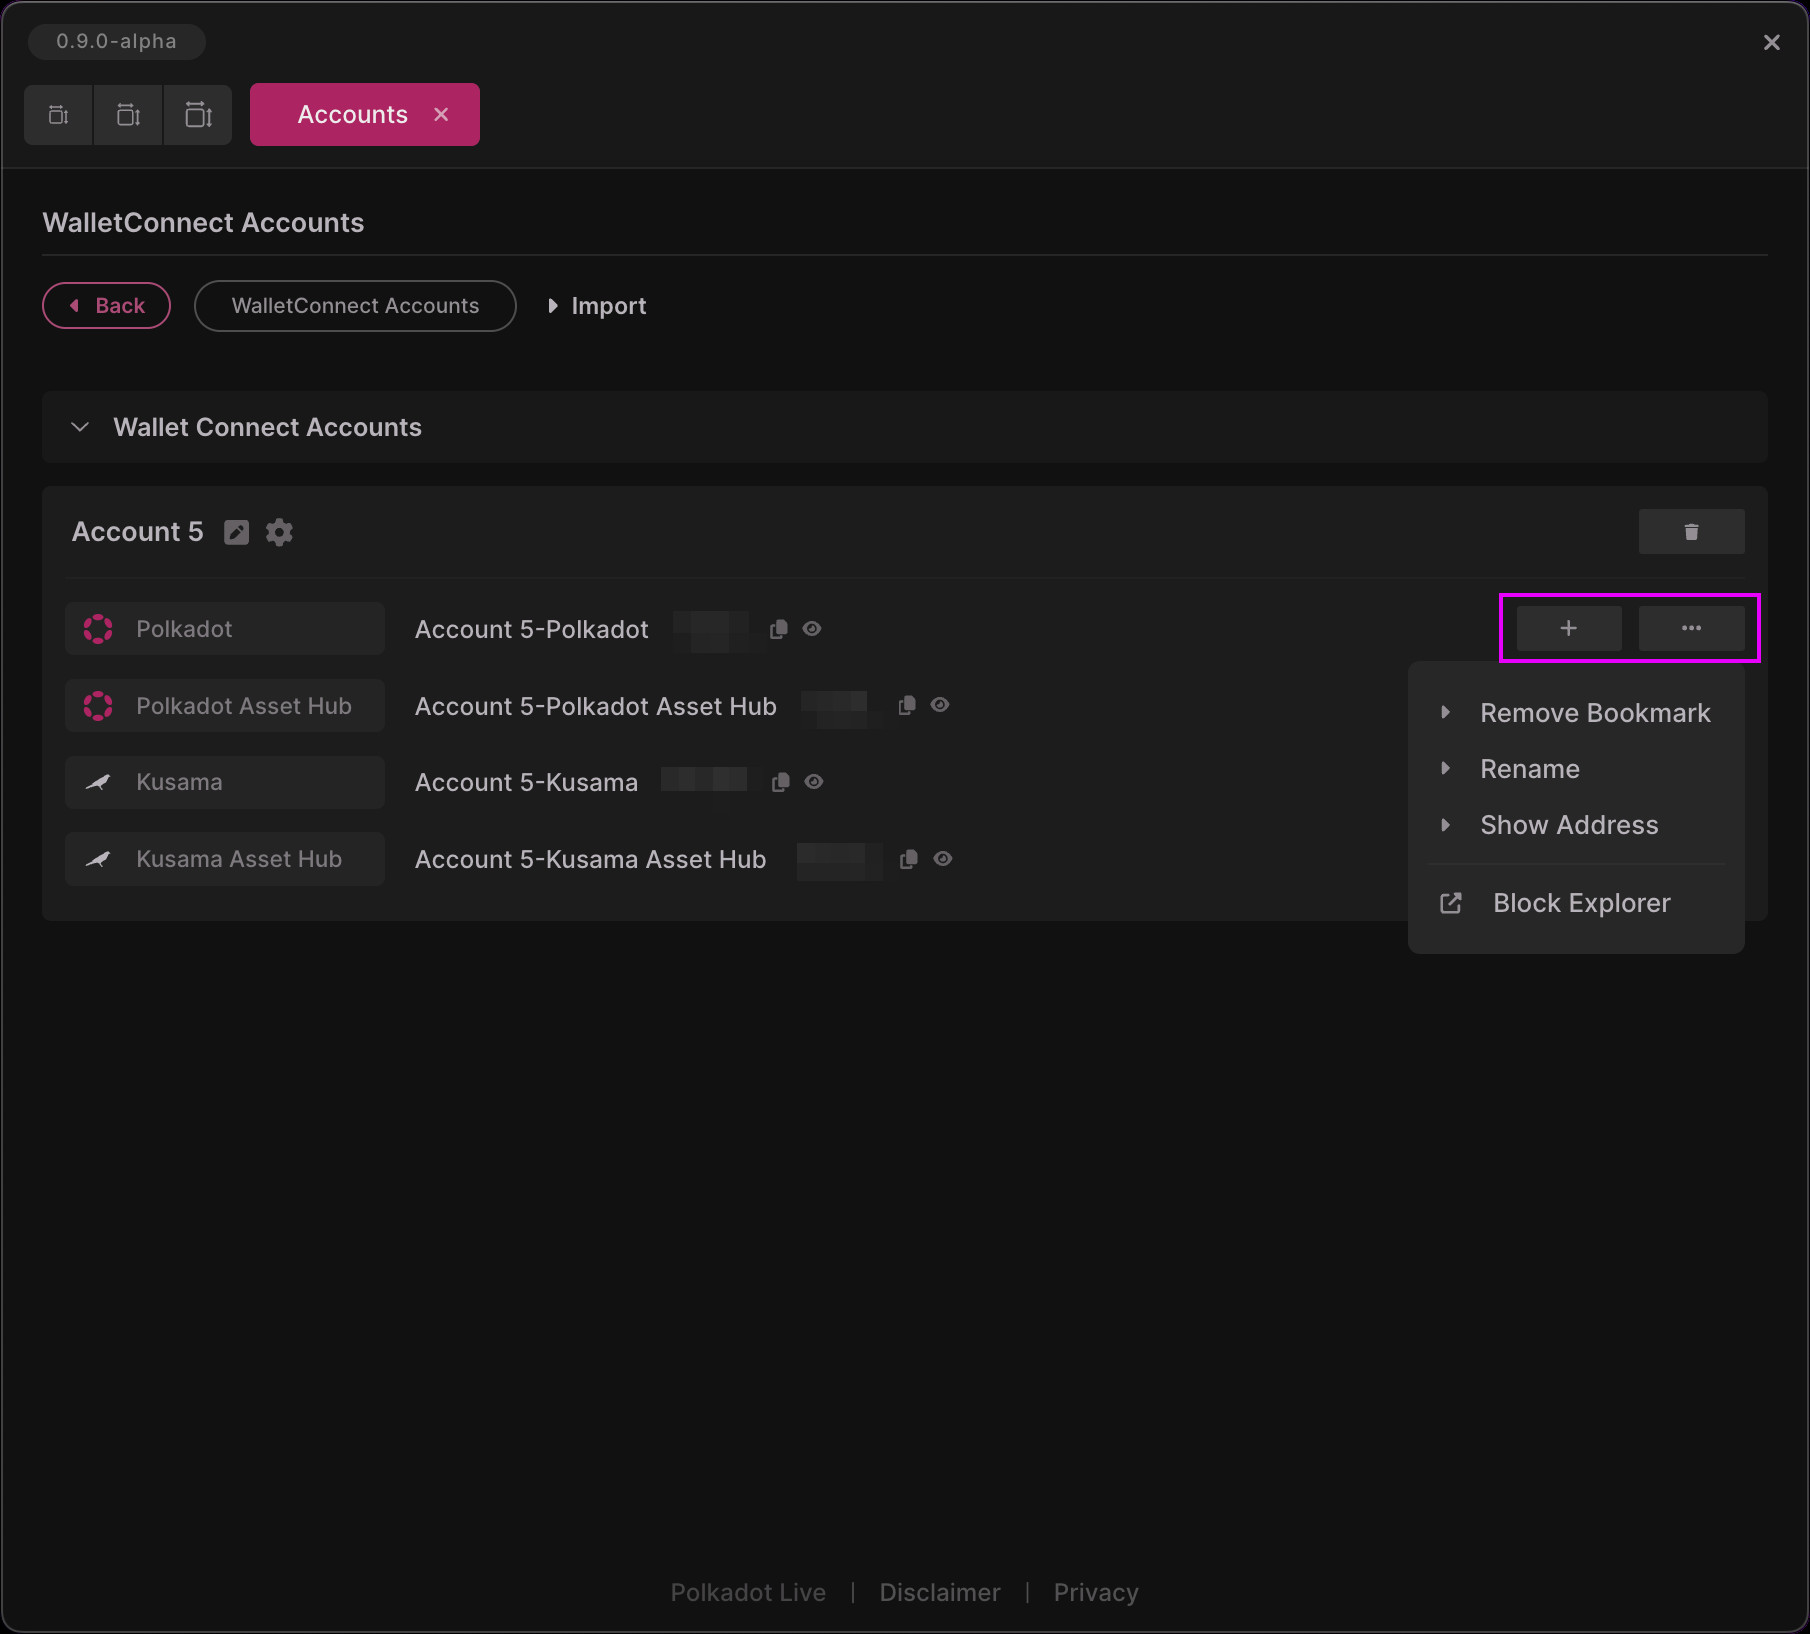 0.9.0-alpha
Accounts
WalletConnect Accounts
Back
WalletConnect Accounts
Import
Wallet Connect Accounts
Account 5
Polkadot
Account 5-Polkadot
Polkadot Asset Hub
Account 5-Polkadot Asset Hub
Kusama
Account 5-Kusama
Kusama Asset Hub
Account 5-Kusama Asset Hub
Remove Bookmark
Rename
Show Address
Block Explorer
Polkadot Live | Disclaimer | Privacy